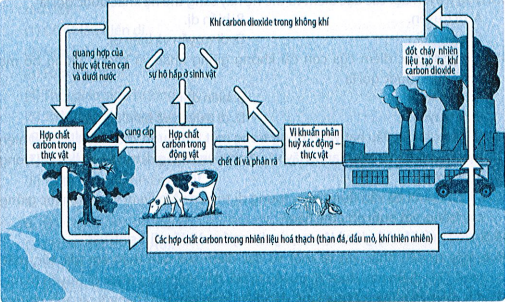 Khí carbon dioxide trong không khí
quang hợp của
thực vật trên cạn
và dưới nước
sự hô hấp ở sinh vật
đốt cháy nhiên
liệu tạo ra khí
carbon dioxide
Hợp chất
carbon trong
thực vật
cung cấp
Hợp chất
carbon trong
động vật
chết đi và phân rã
Vi khuẩn phân
huỷ xác động –
thực vật
Các hợp chất carbon trong nhiên liệu hoá thạch (than đá, dầu mỏ, khí thiên nhiên)